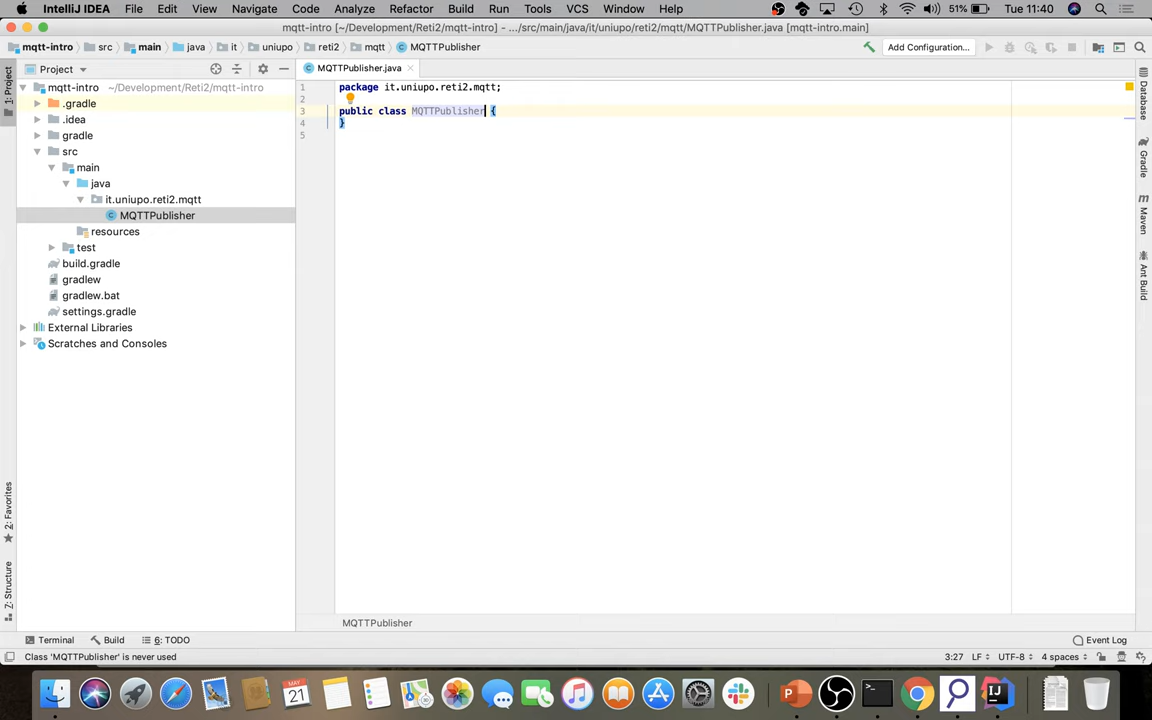 IntelliJ IDEA File Edit View Navigate Code Analyze Refactor Build Run Tools VCS Window Help 51% Tue 11:40
mqtt-intro [~/Development/Reti2/mqtt-intro] - .../src/main/java/it/uniupo/reti2/mqtt/MQTTPublisher.java [mqtt-intro.main]
mqtt-intro src main java it uniupo reti2 mqtt MQTTPublisher Add Configuration...
1: Project
Project
MQTTPublisher.java
mqtt-intro ~/Development/Reti2/mqtt-intro
.gradle
.idea
gradle
src
main
java
it.uniupo.reti2.mqtt
MQTTPublisher
resources
test
build.gradle
gradlew
gradlew.bat
settings.gradle
External Libraries
Scratches and Consoles
1 package it.uniupo.reti2.mqtt;
2
3 public class MQTTPublisher {
4 }
5
Database
Gradle
m Maven
Ant Build
2: Favorites
7: Structure
MQTTPublisher
Terminal Build 6: TODO Event Log
Class 'MQTTPublisher' is never used 3:27 LF UTF-8 4 spaces
MAY
21